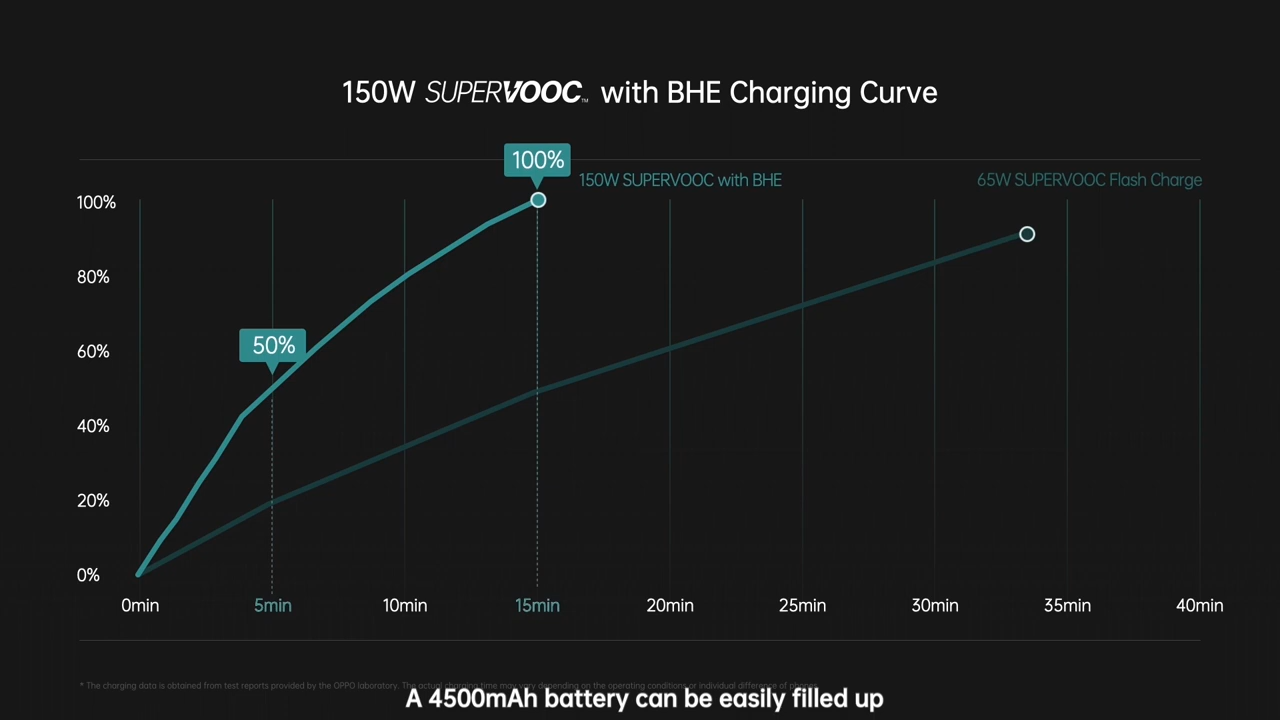 150W SUPERVOOC™ with BHE Charging Curve
100%
150W SUPERVOOC with BHE
65W SUPERVOOC Flash Charge
100%
80%
50%
60%
40%
20%
0%
0min 5min 10min 15min 20min 25min 30min 35min 40min
* The charging data is obtained from test reports provided by the OPPO laboratory. The actual charging time may vary depending on the operating conditions or individual difference of phones.
A 4500mAh battery can be easily filled up